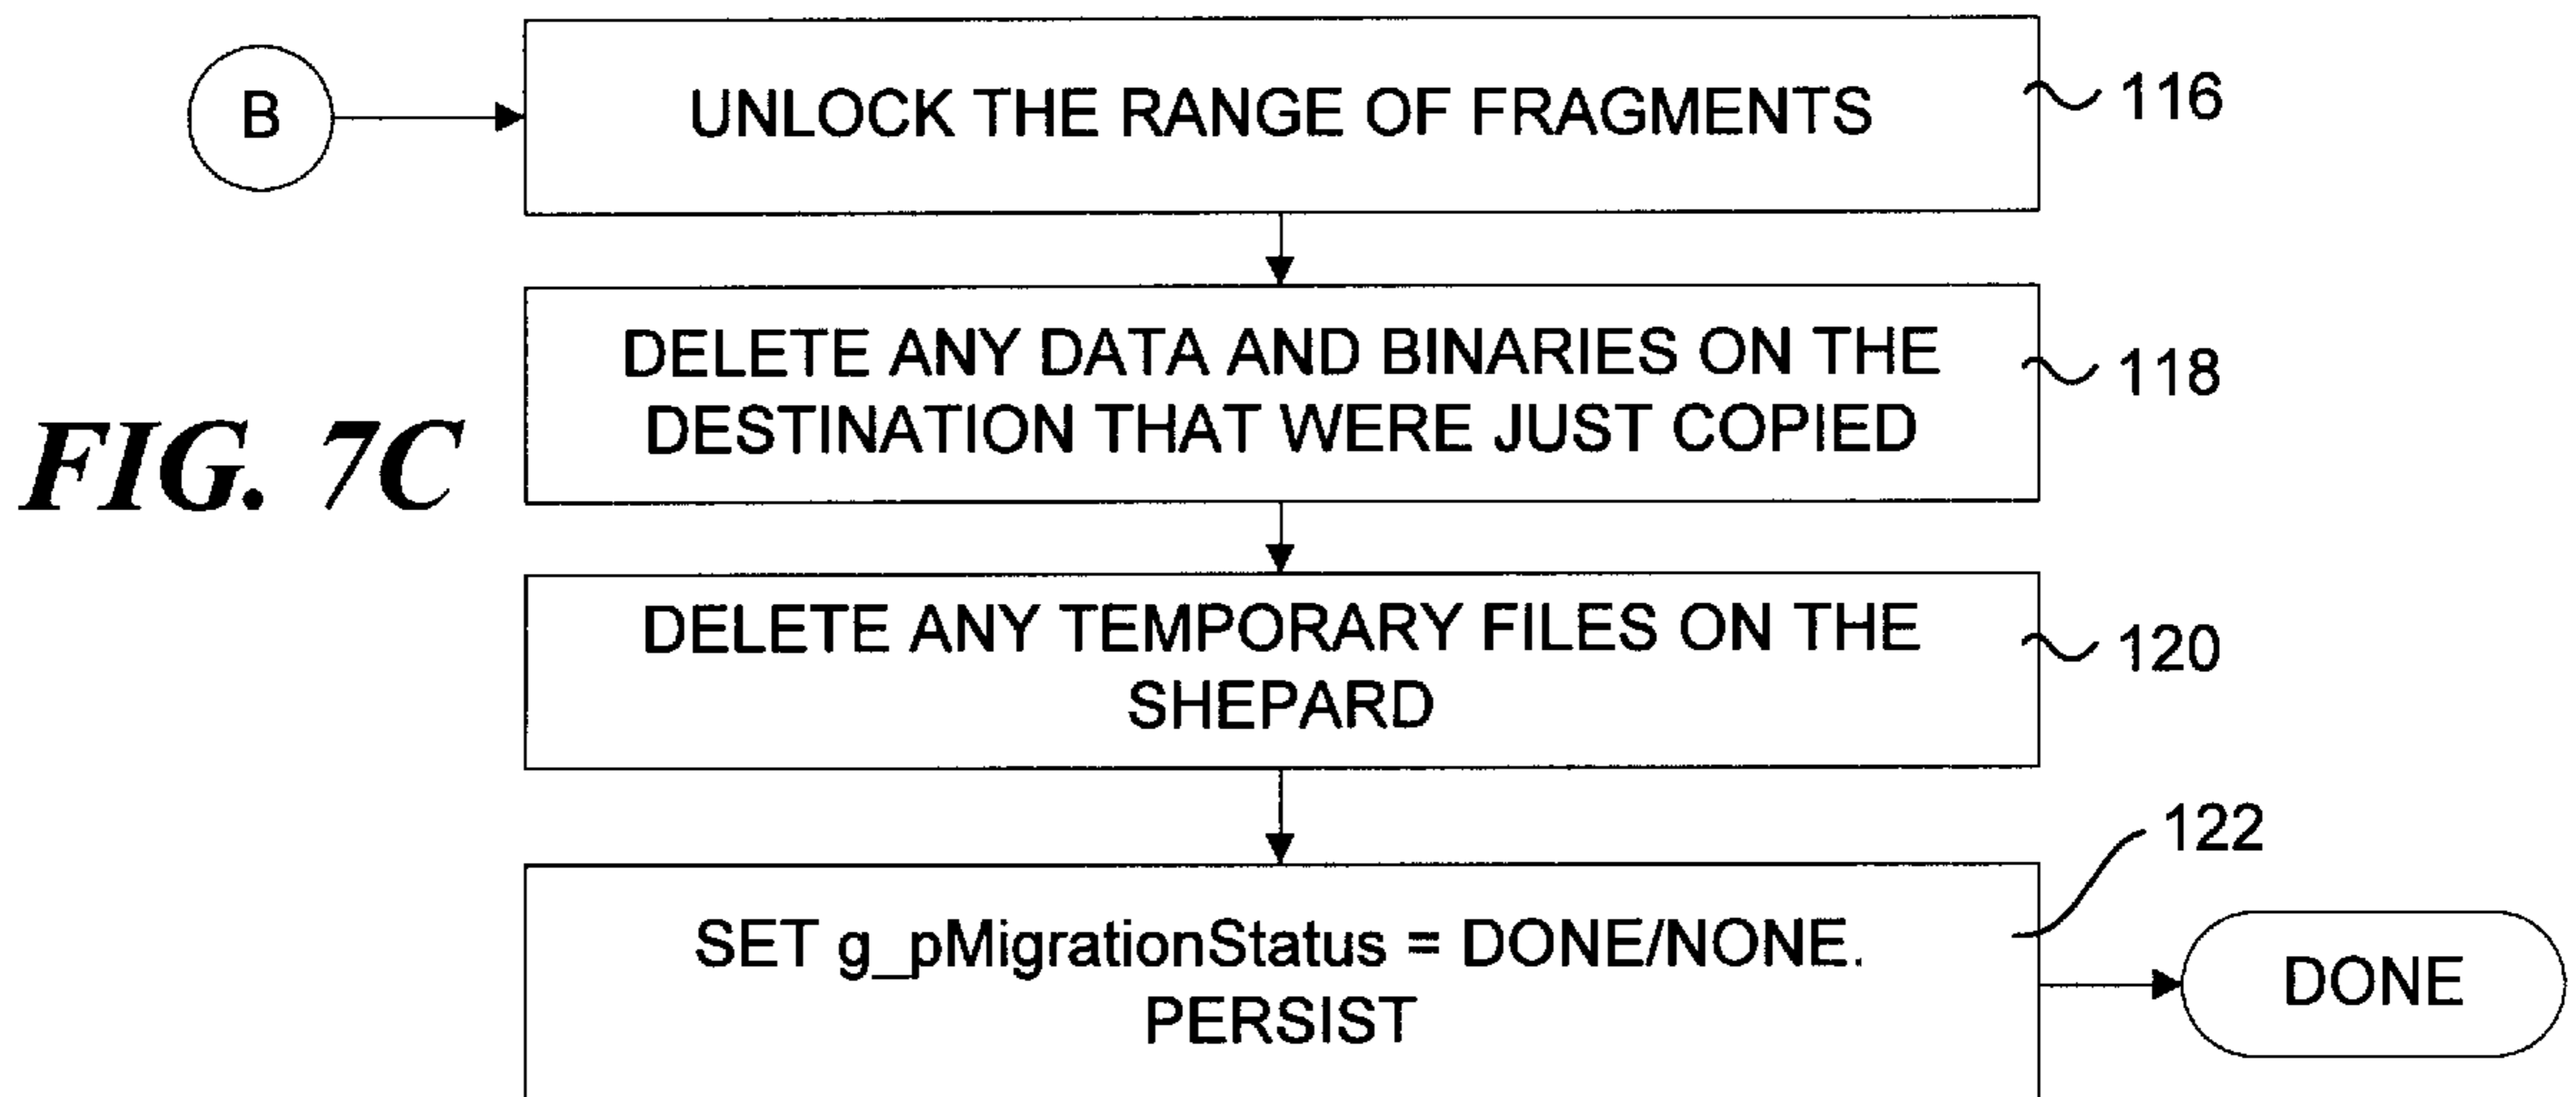 B
UNLOCK THE RANGE OF FRAGMENTS
116
DELETE ANY DATA AND BINARIES ON THE
DESTINATION THAT WERE JUST COPIED
118
FIG. 7C
DELETE ANY TEMPORARY FILES ON THE
SHEPARD
120
122
SET g_pMigrationStatus = DONE/NONE.
PERSIST
DONE